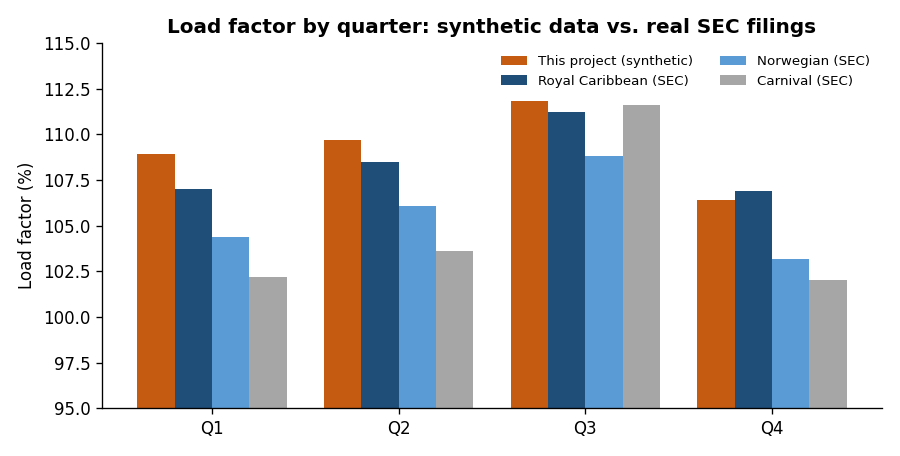 Load factor by quarter: synthetic data vs. real SEC filings
This project (synthetic)
Royal Caribbean (SEC)
Norwegian (SEC)
Carnival (SEC)
Load factor (%)
115.0
112.5
110.0
107.5
105.0
102.5
100.0
97.5
95.0
Q1
Q2
Q3
Q4